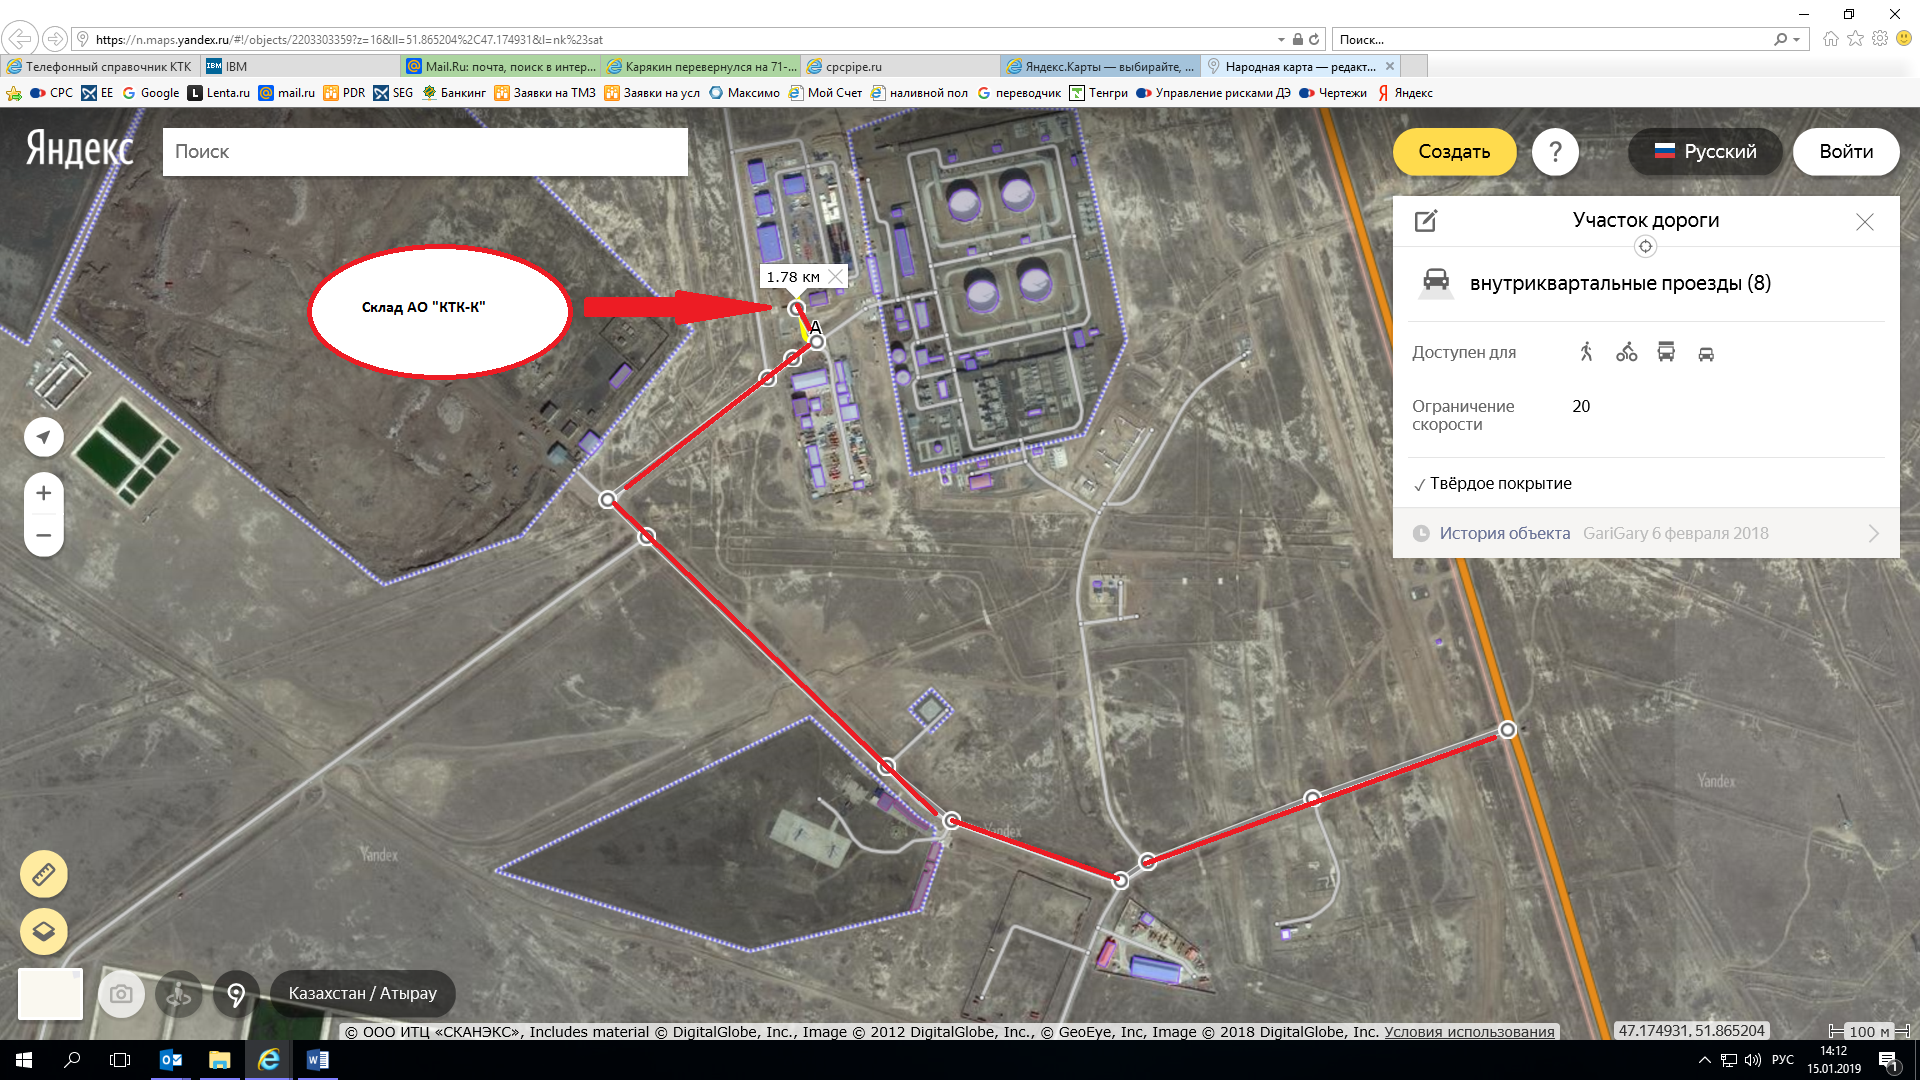 https://n.maps.yandex.ru/#!/objects/2203303359?z=16&ll=51.865204%2C47.174931&l=nk%23sat
Поиск...
Телефонный справочник КТК
IBM
Mail.Ru: почта, поиск в интер...
Карякин перевернулся на 71-...
cpcpipe.ru
Яндекс.Карты — выбирайте, ...
Народная карта — редакт...
CPC
EE
Google
Lenta.ru
mail.ru
PDR
SEG
Банкинг
Заявки на ТМЗ
Заявки на усл
Максимо
Мой Счет
наливной пол
переводчик
Тенгри
Управление рисками ДЭ
Чертежи
Яндекс
Яндекс
Поиск
Создать
?
Русский
Войти
Участок дороги
внутриквартальные проезды (8)
Доступен для
Ограничение скорости
20
Твёрдое покрытие
История объекта
GariGary 6 февраля 2018
1.78 км
Склад АО "КТК-К"
A
Yandex
Yandex
Yandex
Казахстан / Атырау
© ООО ИТЦ «СКАНЭКС», Includes material © DigitalGlobe, Inc., Image © 2012 DigitalGlobe, Inc., © GeoEye, Inc, Image © 2018 DigitalGlobe, Inc. Условия использования
47.174931, 51.865204
100 м
РУС
14:12
15.01.2019
1